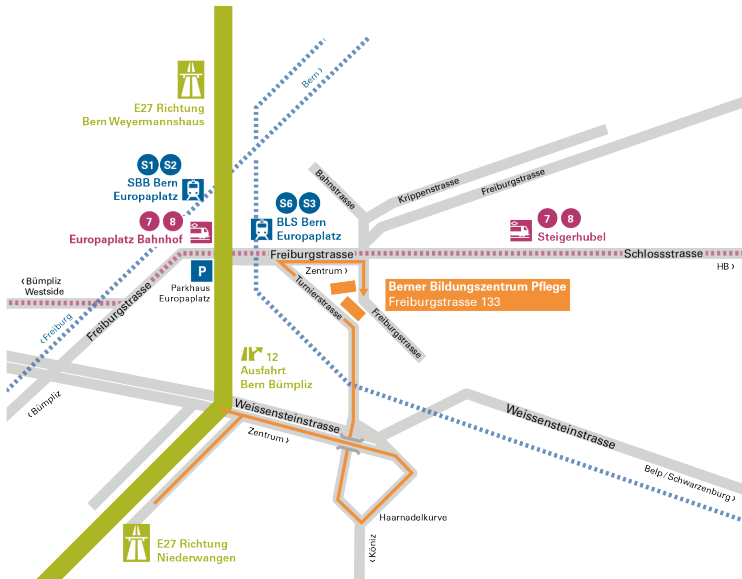 Bern ›
E27 Richtung
Bern Weyermannshaus
S1 S2
SBB Bern
Europaplatz
Bahnstrasse
Krippenstrasse
Freiburgstrasse
7 8
Europaplatz Bahnhof
S6 S3
BLS Bern
Europaplatz
7 8
Steigerhubel
Freiburgstrasse
Schlossstrasse
HB ›
P
Parkhaus
Europaplatz
Zentrum ›
Berner Bildungszentrum Pflege
Freiburgstrasse 133
‹ Bümpliz
Westside
Freiburgstrasse
Turnierstrasse
Freiburgstrasse
‹ Freiburg
12
Ausfahrt
Bern Bümpliz
‹ Bümpliz
Weissensteinstrasse
Weissensteinstrasse
Zentrum ›
Belp / Schwarzenburg ›
Haarnadelkurve
‹ Köniz
E27 Richtung
Niederwangen